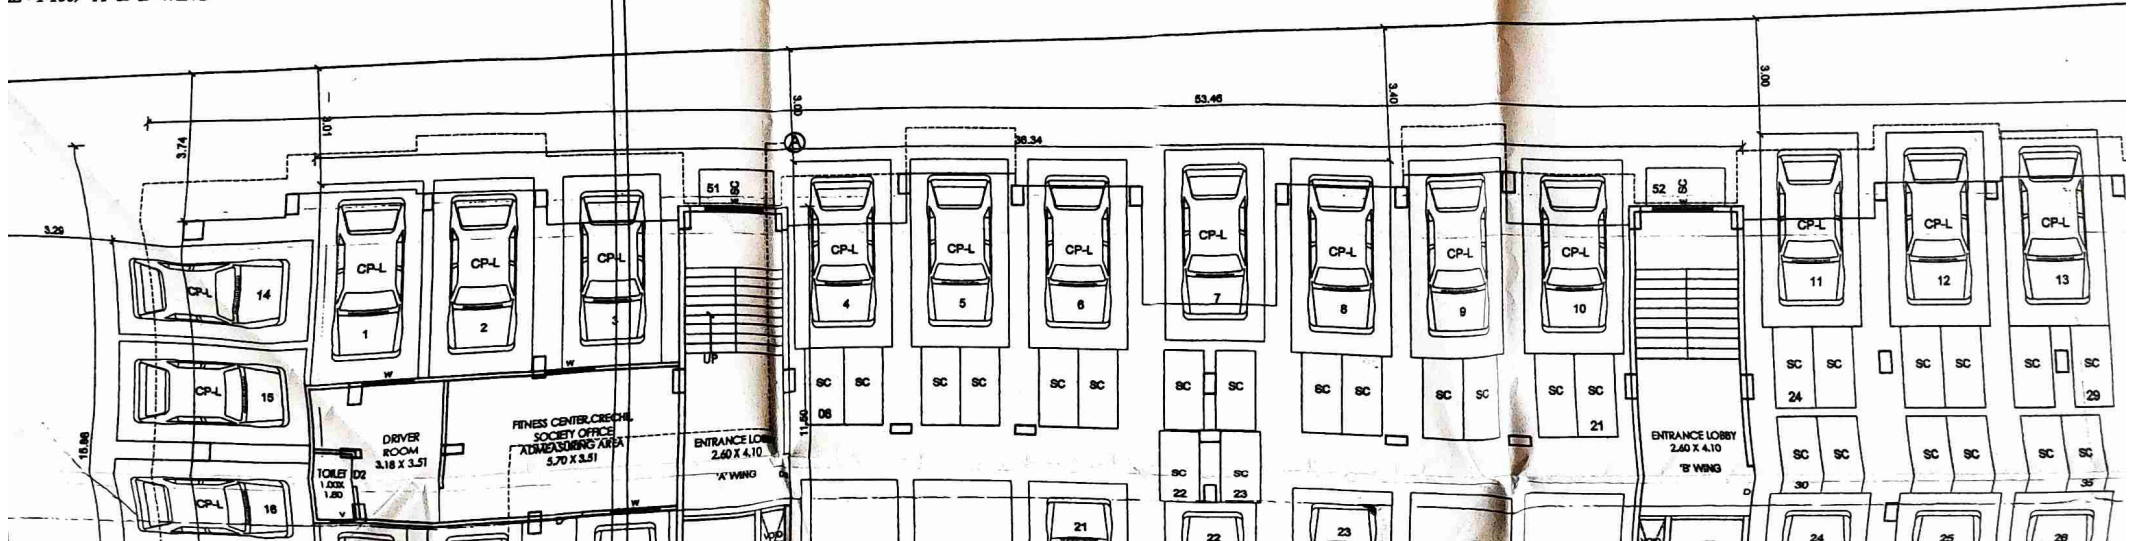 53.46
3.00
3.00
3.40
3.01
3.74
36.34
A
51 SC
52 SC
3.29
CP-L 1
CP-L 2
CP-L 3
CP-L 4
CP-L 5
CP-L 6
CP-L 7
CP-L 8
CP-L 9
CP-L 10
CP-L 11
CP-L 12
CP-L 13
CP-L 14
CP-L 15
CP-L 16
UP
W
W
W
SC SC
08
SC SC
SC SC
SC SC
SC SC
SC SC
SC SC
21
SC SC
24
SC SC
SC SC
29
11.50
DRIVER
ROOM
3.18 X 3.51
TOILET D2
1.00X
1.80
V
FITNESS CENTER,CRECHE,
SOCIETY OFFICE
ADMEASURING AREA
5.70 X 3.51
ENTRANCE LOBBY
2.60 X 4.10
'A' WING
ENTRANCE LOBBY
2.60 X 4.10
'B' WING
D
SC SC
22 23
SC SC
30
SC SC
SC SC
35
21
22
23
24
25
26